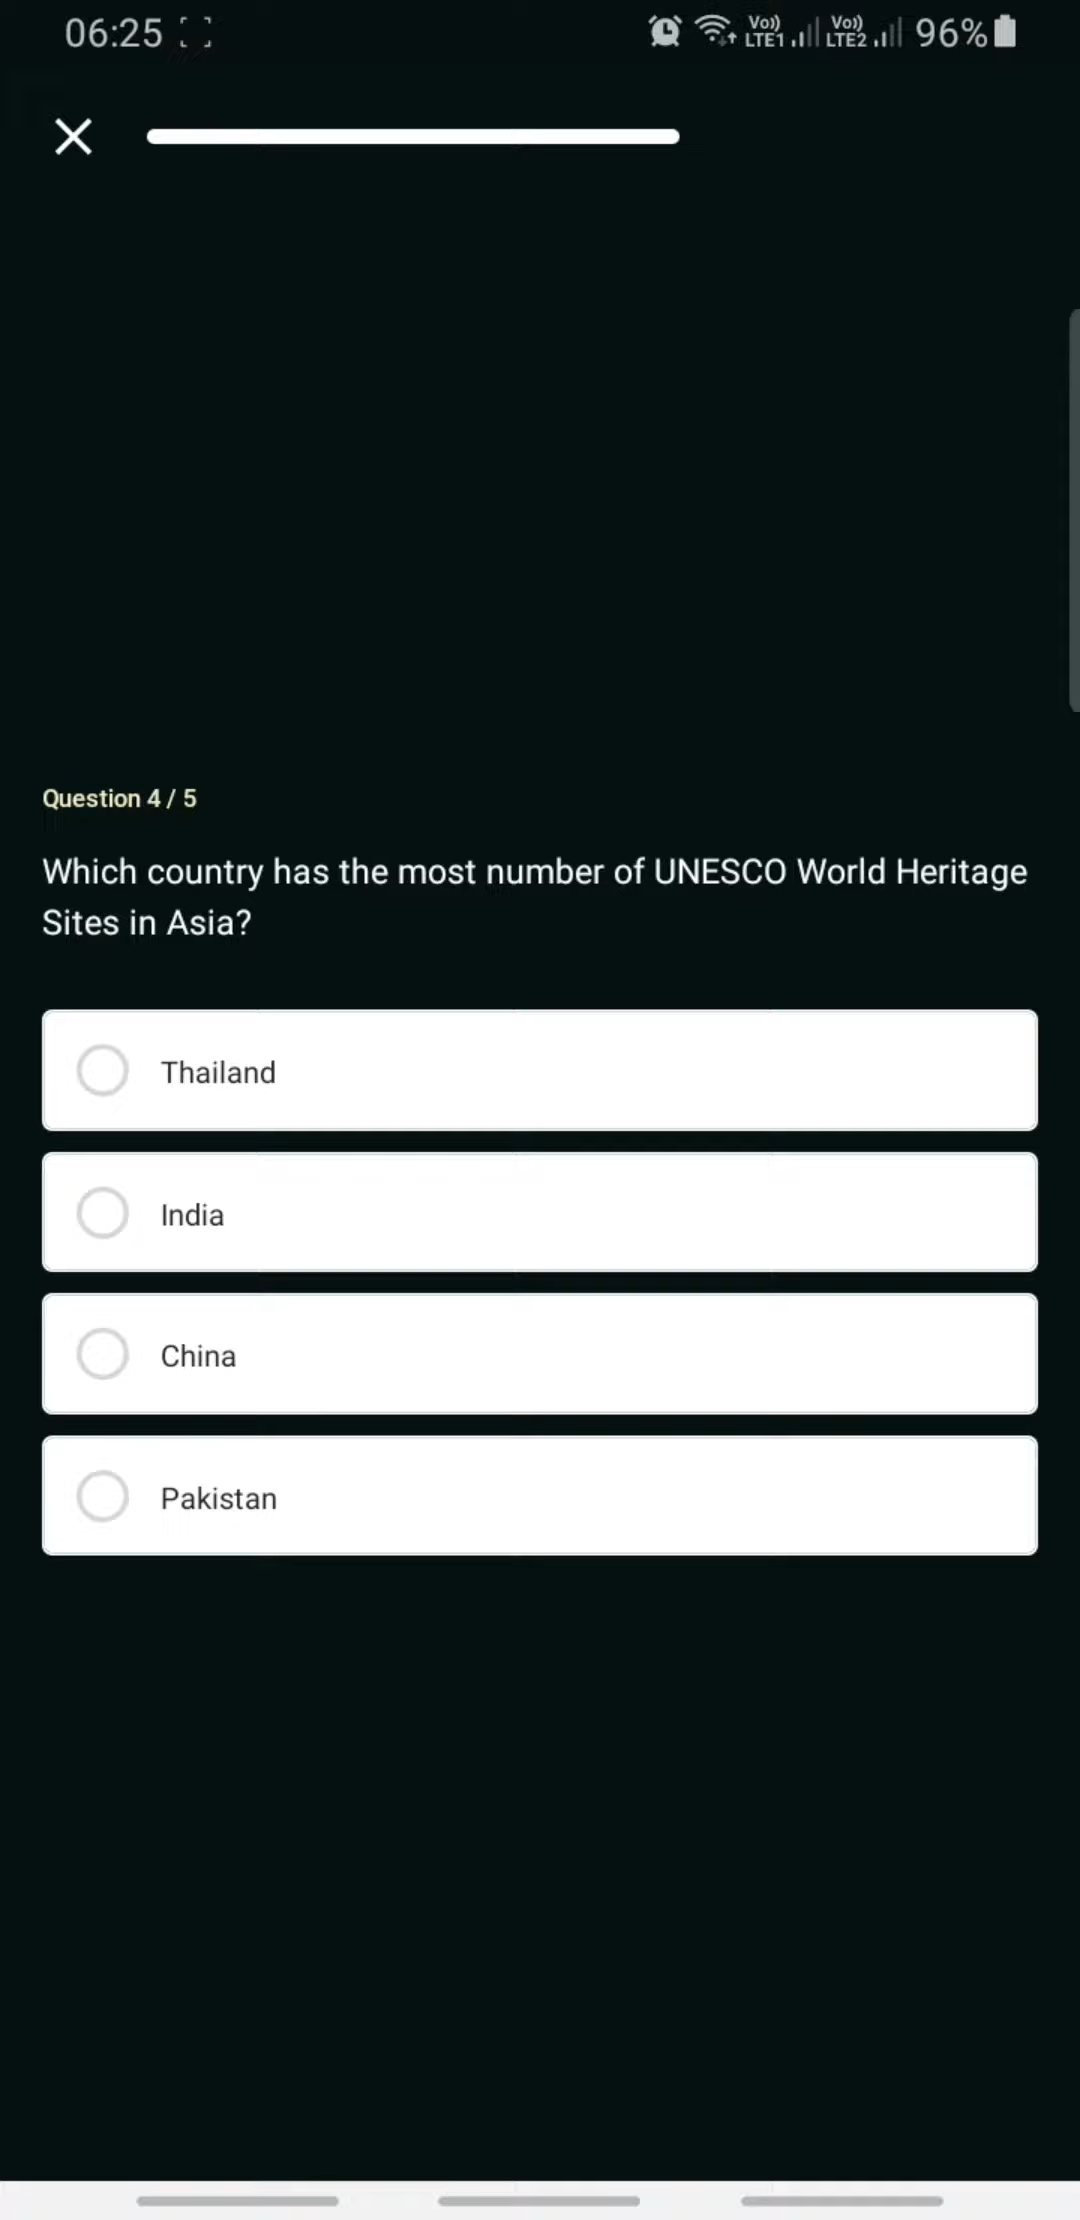 06:25 Vo)) LTE1 Vo)) LTE2 96%
Question 4 / 5
Which country has the most number of UNESCO World Heritage
Sites in Asia?
Thailand
India
China
Pakistan